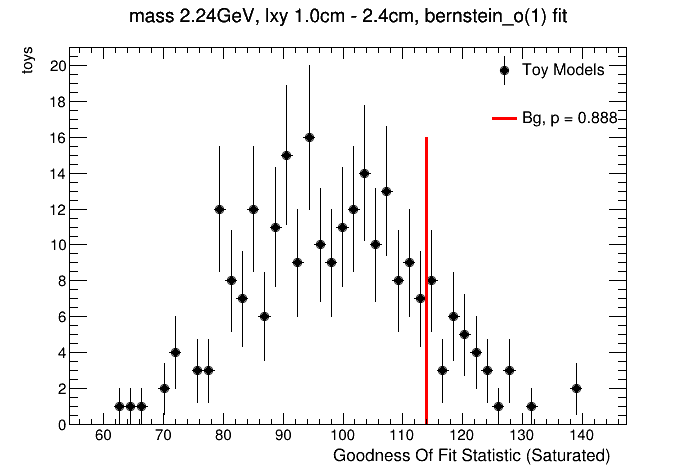 mass 2.24GeV, lxy 1.0cm - 2.4cm, bernstein_o(1) fit
toys
20
18
16
14
12
10
8
6
4
2
0
Toy Models
Bg, p = 0.888
60 70 80 90 100 110 120 130 140
Goodness Of Fit Statistic (Saturated)